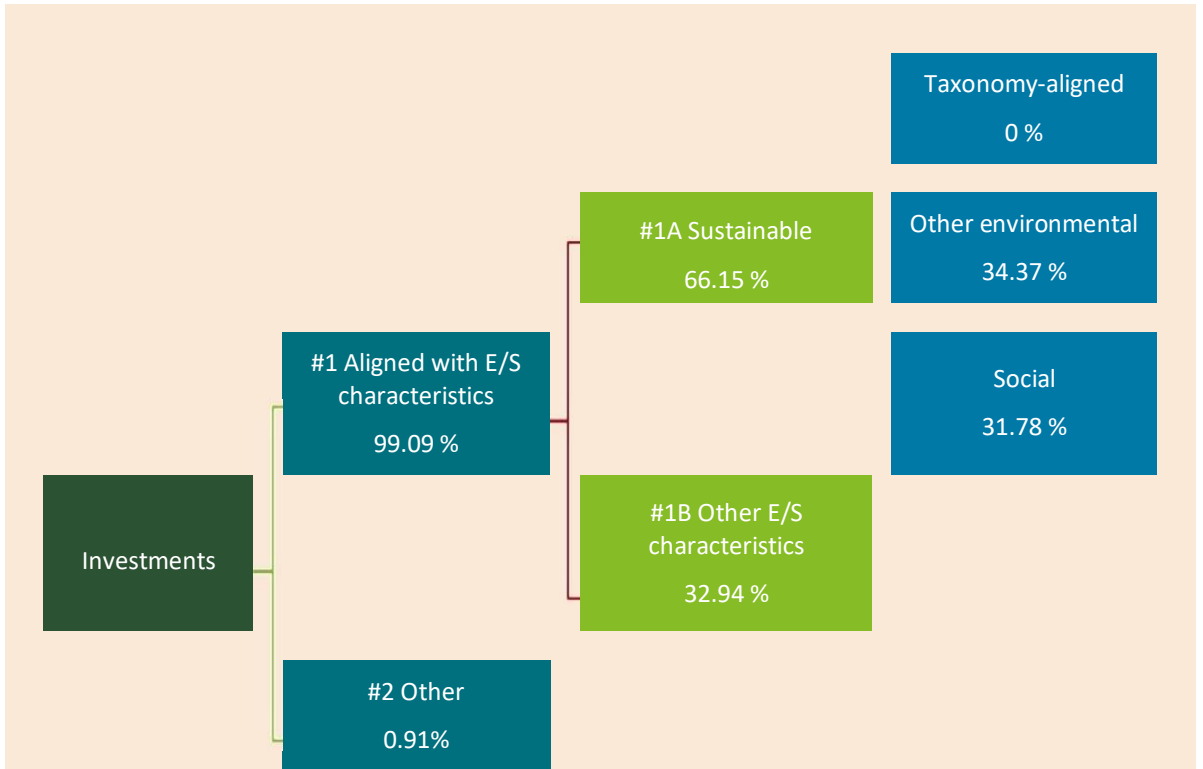 Investments
#1 Aligned with E/S
characteristics
99.09 %
#2 Other
0.91%
#1A Sustainable
66.15 %
#1B Other E/S
characteristics
32.94 %
Taxonomy-aligned
0 %
Other environmental
34.37 %
Social
31.78 %